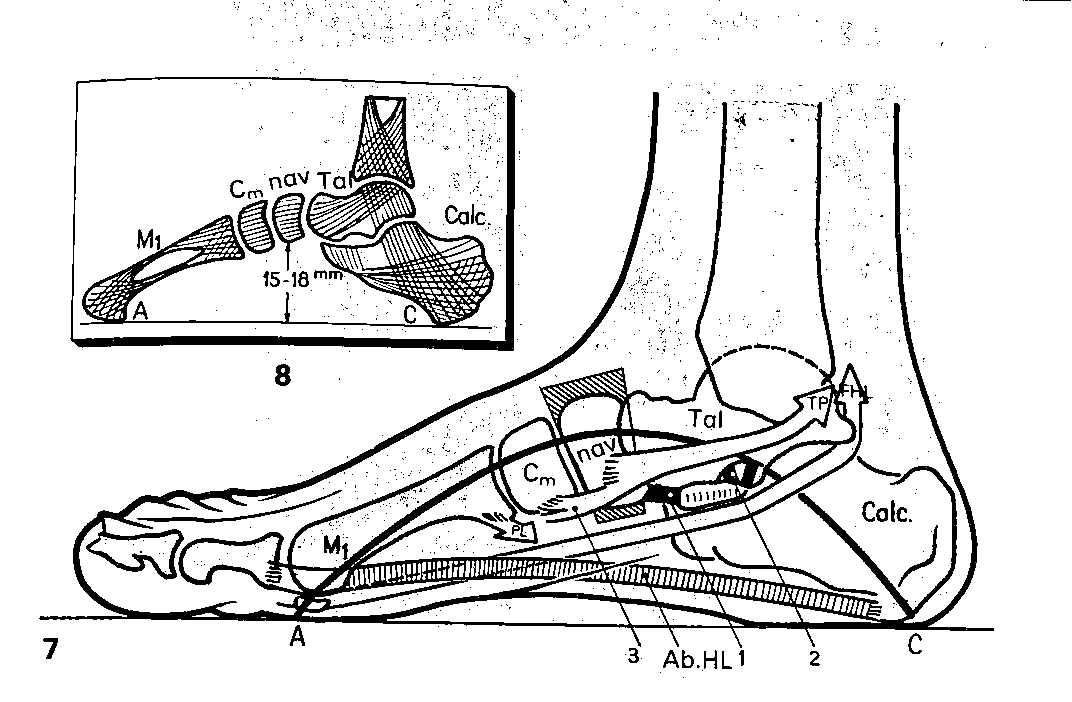 Cm nav Tal
Calc.
M1
15-18 mm
A
C
8
TP FHL
Tal
nav
Cm
Calc.
PL
M1
7
A
3 Ab.HL 1 2
C